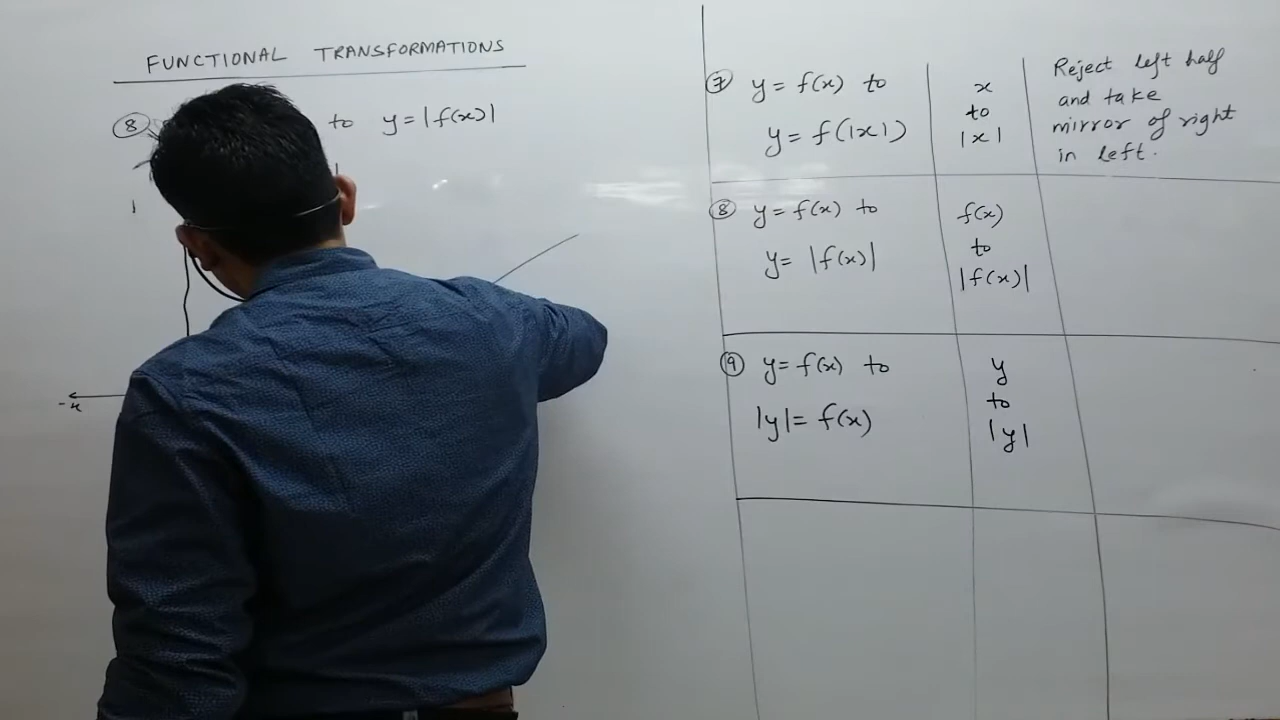 FUNCTIONAL TRANSFORMATIONS
⑧ to y=|f(x)|
-x
⑦ y=f(x) to
y=f(|x|)
x
to
|x|
Reject left half
and take
mirror of right
in left.
⑧ y=f(x) to
y= |f(x)|
f(x)
to
|f(x)|
⑨ y=f(x) to
|y|= f(x)
y
to
|y|